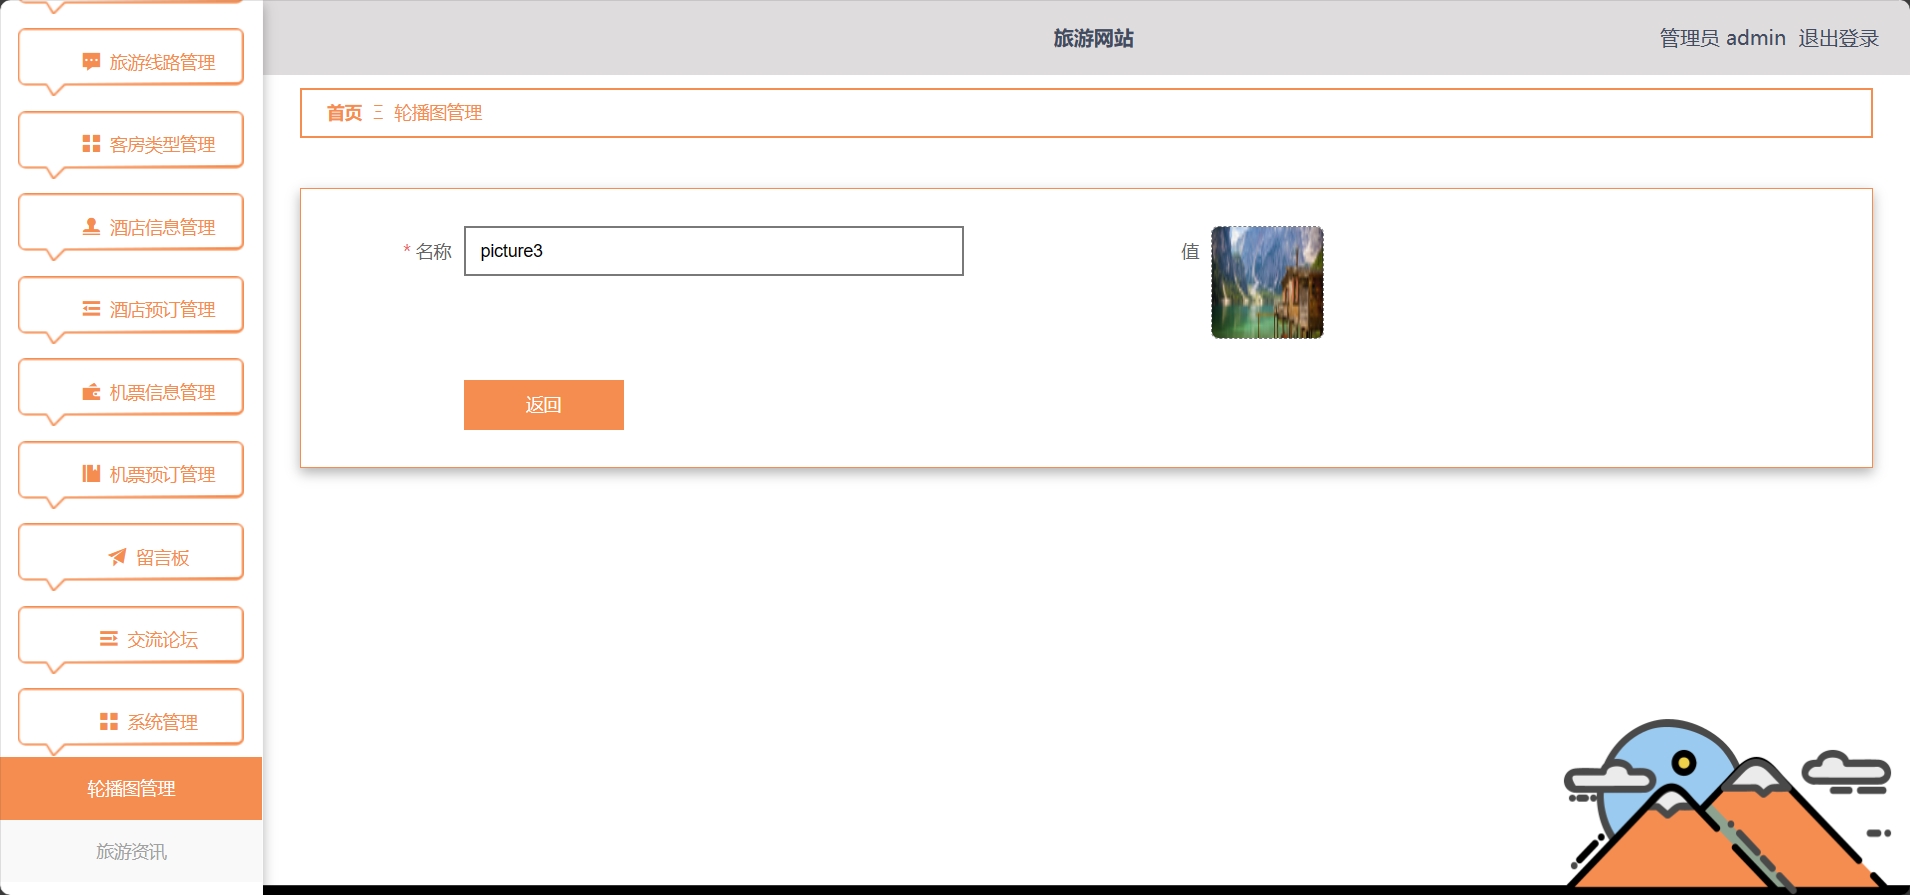 旅游网站
管理员 admin 退出登录
旅游线路管理
客房类型管理
酒店信息管理
酒店预订管理
机票信息管理
机票预订管理
留言板
交流论坛
系统管理
轮播图管理
旅游资讯
首页 Ξ 轮播图管理
* 名称 picture3
值
返回